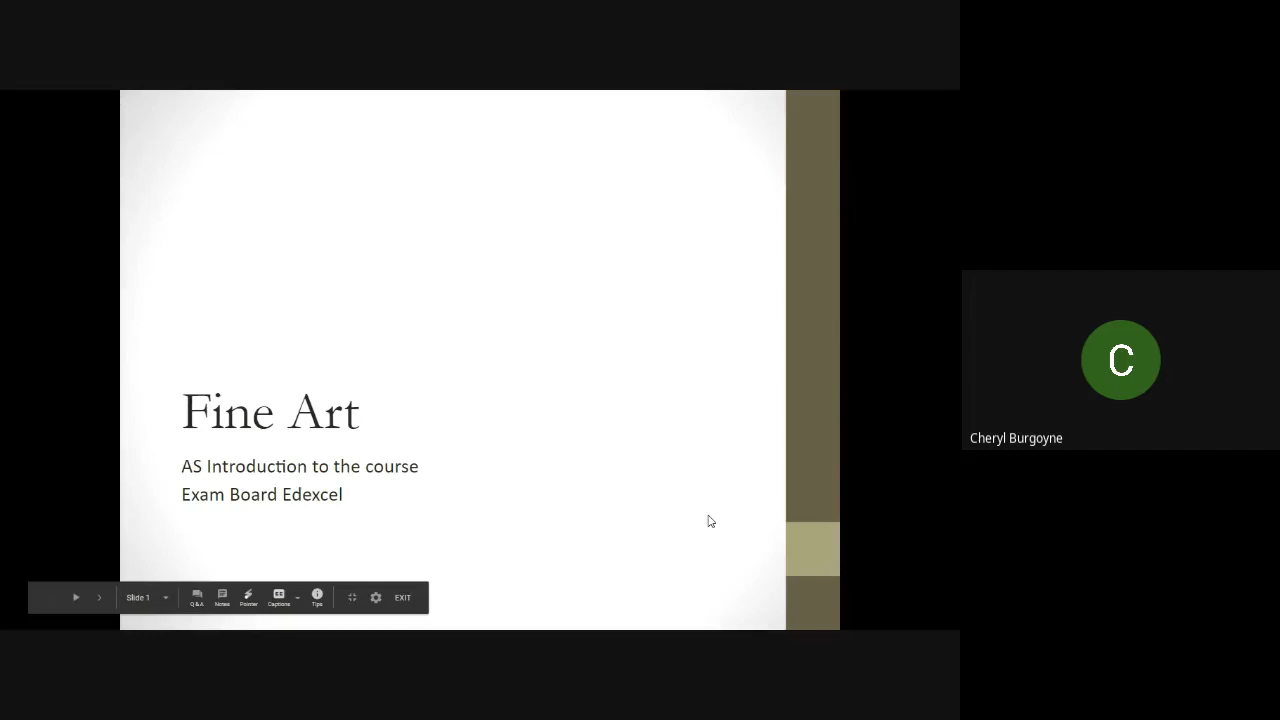 Fine Art
AS Introduction to the course
Exam Board Edexcel
Slide 1
Q&A
Notes
Pointer
Captions
Tips
EXIT
C
Cheryl Burgoyne